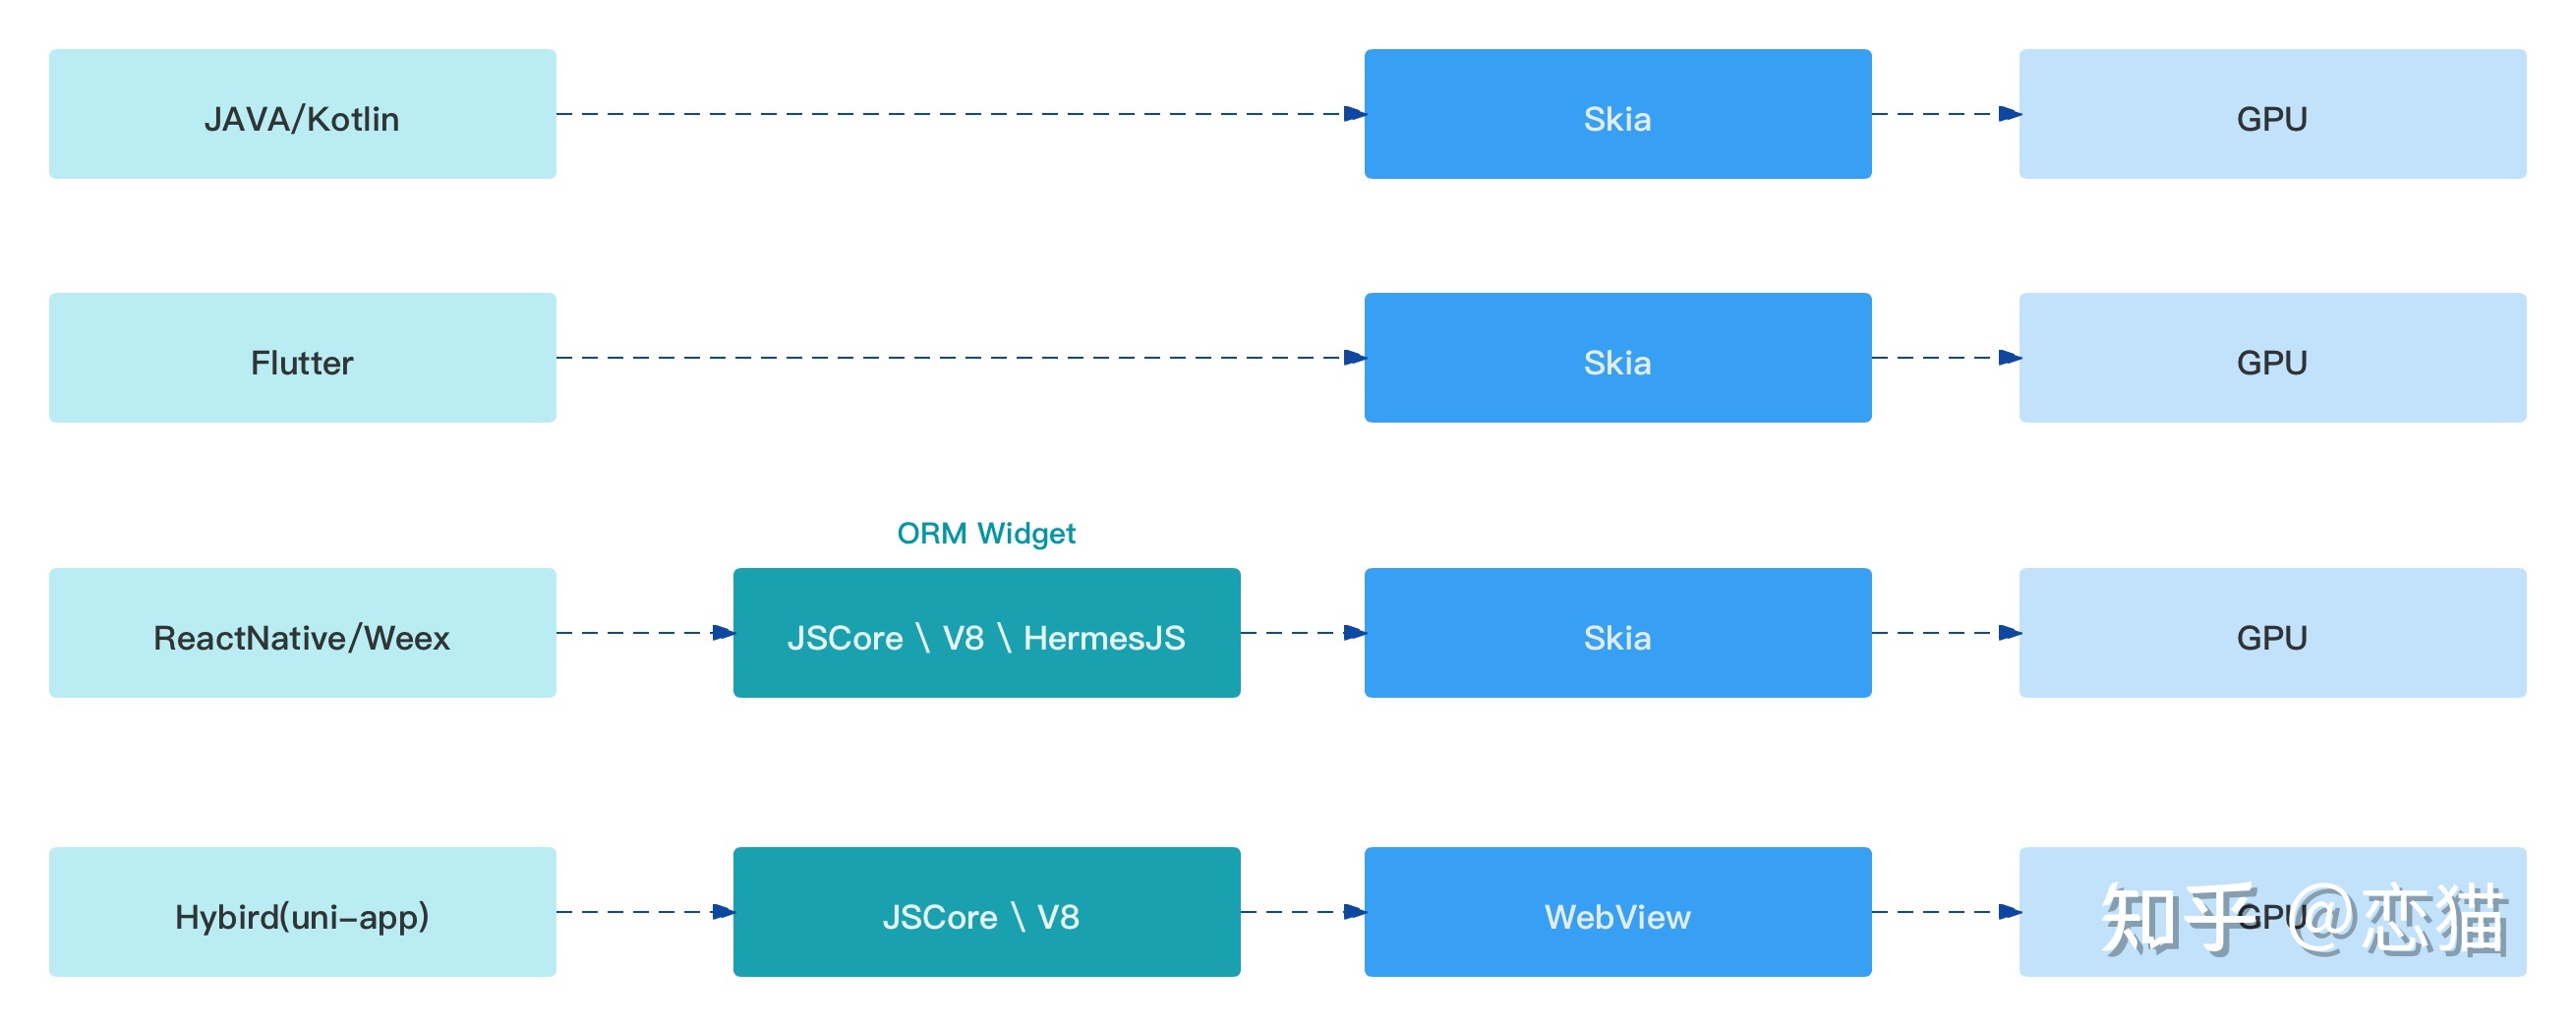 JAVA/Kotlin
Skia
GPU
Flutter
Skia
GPU
ORM Widget
ReactNative/Weex
JSCore \ V8 \ HermesJS
Skia
GPU
Hybird(uni-app)
JSCore \ V8
WebView
GPU
知乎 @恋猫